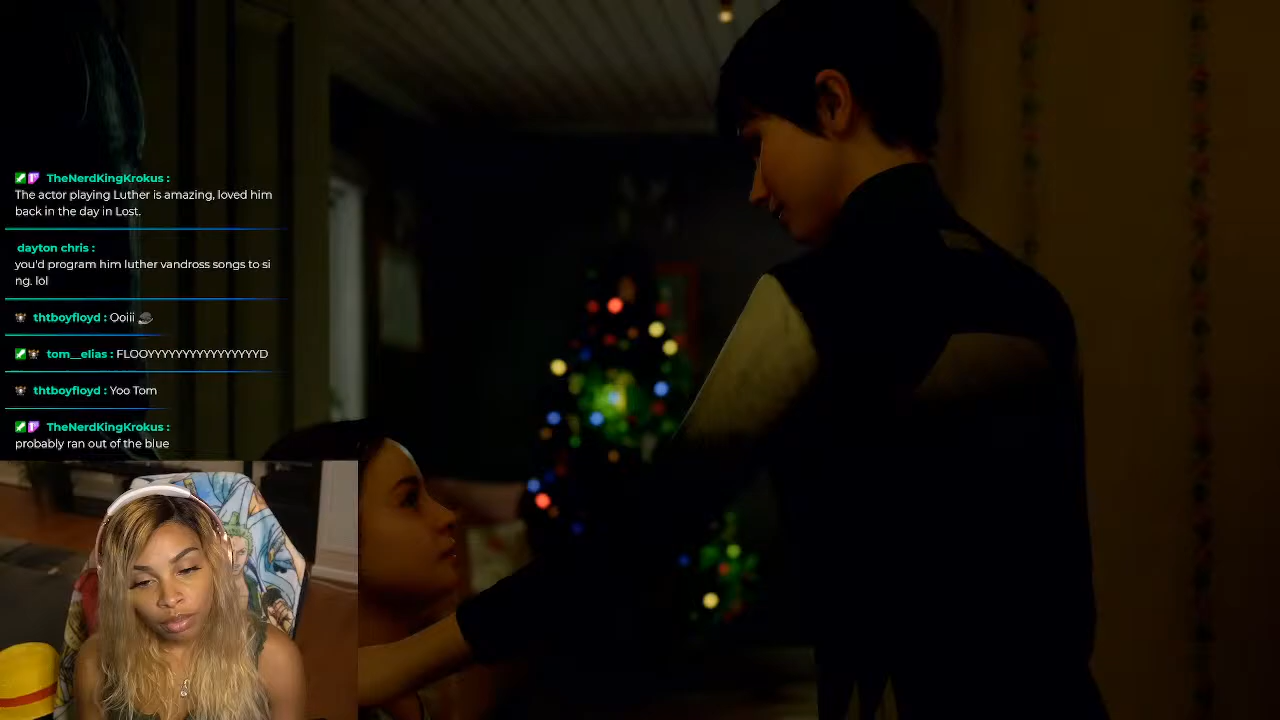 TheNerdKingKrokus :
The actor playing Luther is amazing, loved him
back in the day in Lost.
dayton chris :
you'd program him luther vandross songs to si
ng. lol
thtboyfloyd : Ooiii
tom__elias : FLOOYYYYYYYYYYYYYYYD
thtboyfloyd : Yoo Tom
TheNerdKingKrokus :
probably ran out of the blue